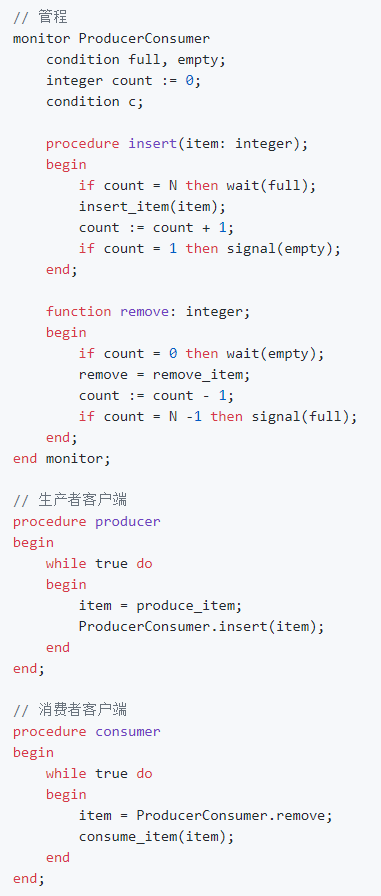 // 管程
monitor ProducerConsumer
    condition full, empty;
    integer count := 0;
    condition c;

    procedure insert(item: integer);
    begin
        if count = N then wait(full);
        insert_item(item);
        count := count + 1;
        if count = 1 then signal(empty);
    end;

    function remove: integer;
    begin
        if count = 0 then wait(empty);
        remove = remove_item;
        count := count - 1;
        if count = N -1 then signal(full);
    end;
end monitor;

// 生产者客户端
procedure producer
begin
    while true do
    begin
        item = produce_item;
        ProducerConsumer.insert(item);
    end
end;

// 消费者客户端
procedure consumer
begin
    while true do
    begin
        item = ProducerConsumer.remove;
        consume_item(item);
    end
end;